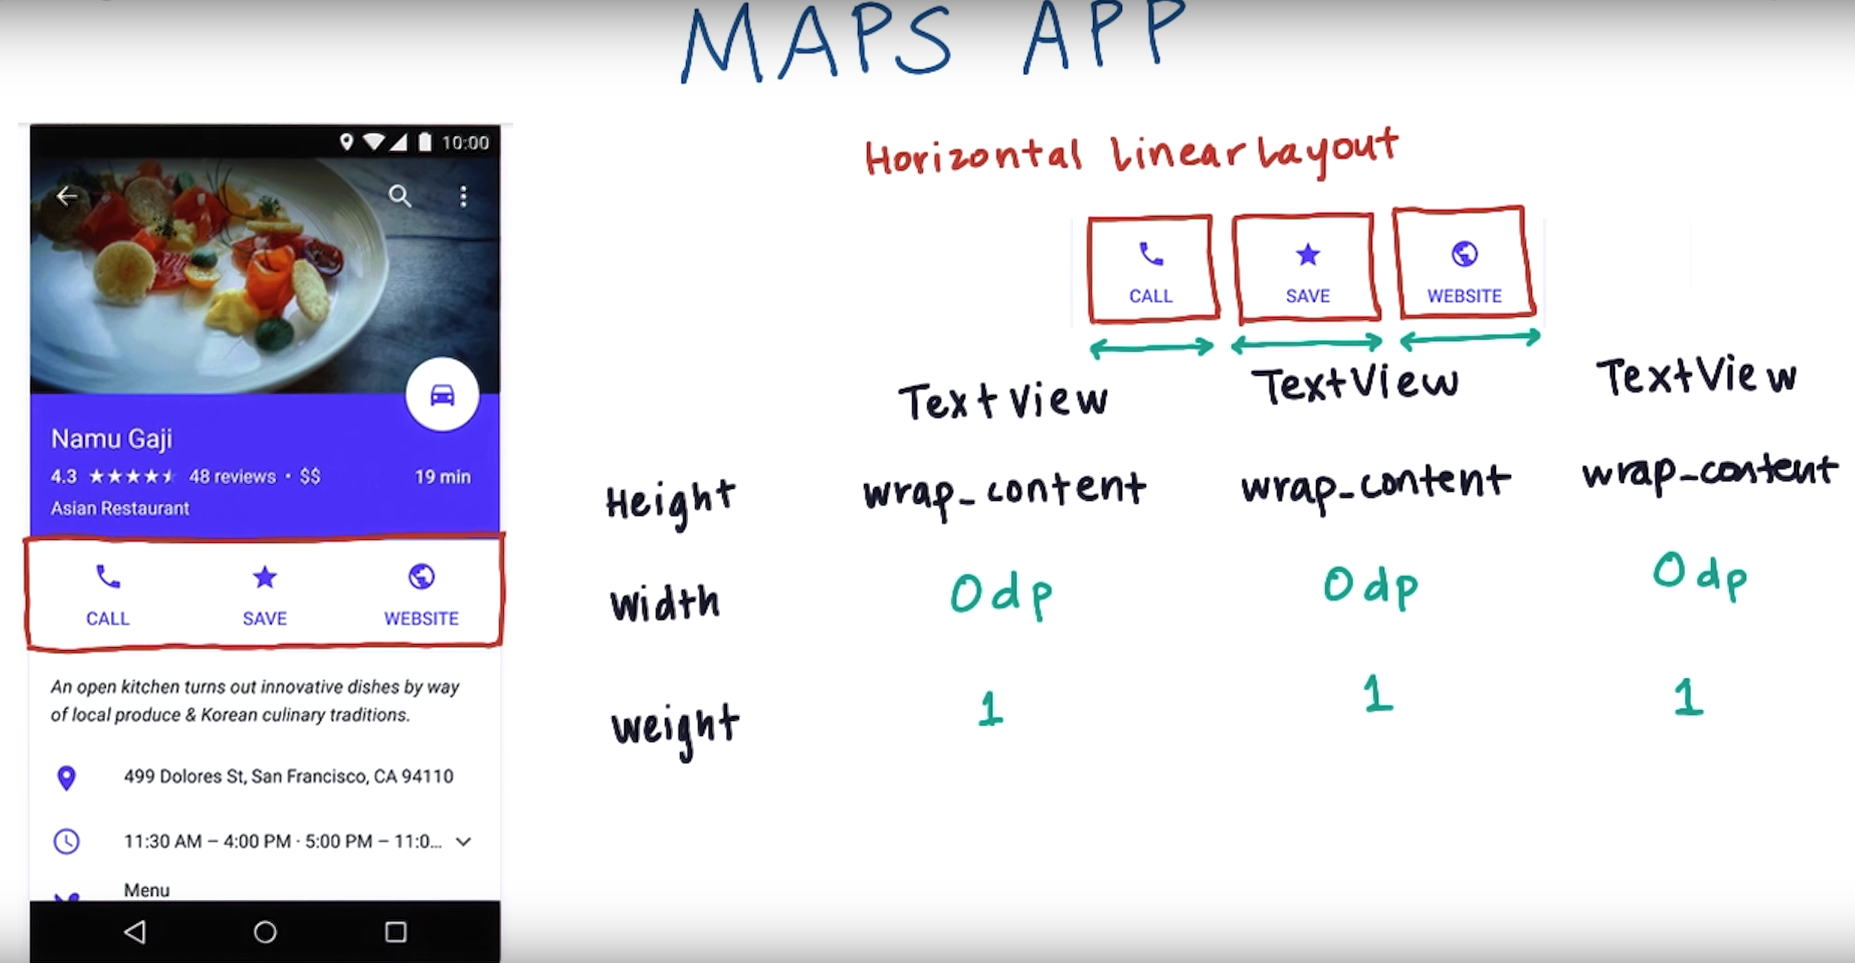 MAPS APP
10:00
Namu Gaji
4.3 48 reviews · $$ 19 min
Asian Restaurant
CALL SAVE WEBSITE
An open kitchen turns out innovative dishes by way
of local produce & Korean culinary traditions.
499 Dolores St, San Francisco, CA 94110
11:30 AM – 4:00 PM · 5:00 PM – 11:0...
Menu
Horizontal LinearLayout
CALL SAVE WEBSITE
TextView TextView TextView
Height wrap_content wrap_content wrap_content
Width 0dp 0dp 0dp
weight 1 1 1